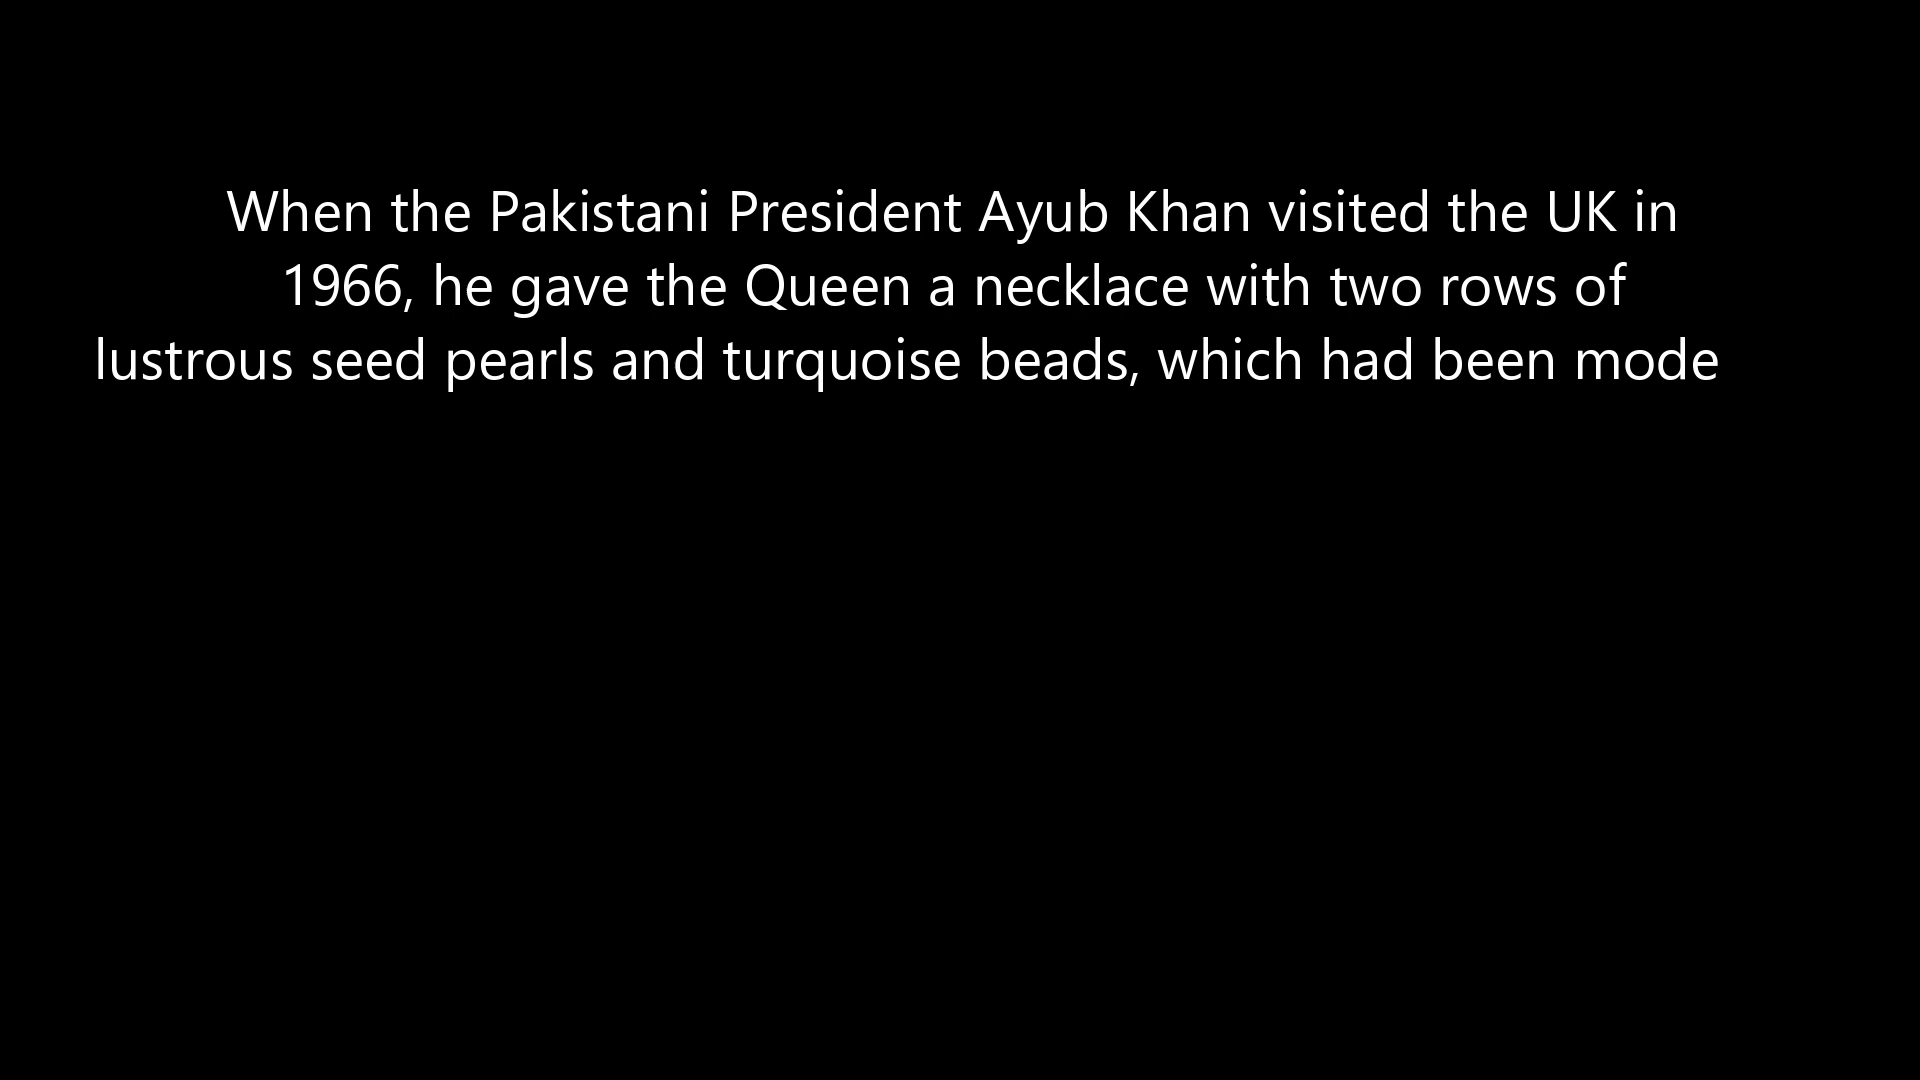 When the Pakistani President Ayub Khan visited the UK in
1966, he gave the Queen a necklace with two rows of
lustrous seed pearls and turquoise beads, which had been mode